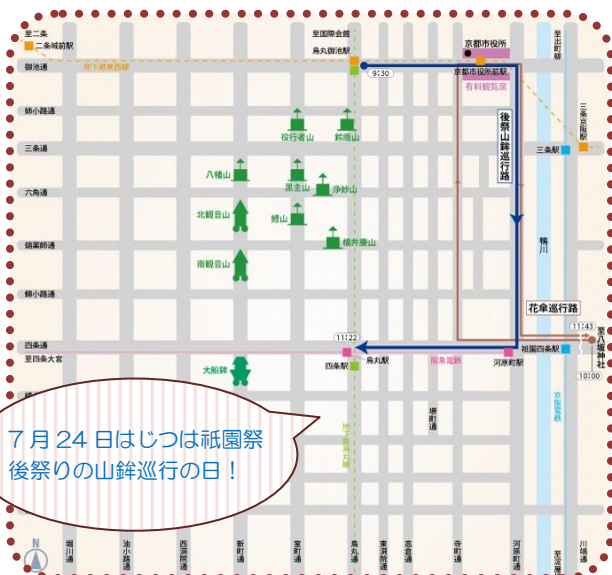 至二条
二条城前駅
至国際会館
烏丸御池駅
京都市役所
至出町柳
御池通
地下鉄東西線
9:30
京都市役所前駅
有料観覧席
姉小路通
役行者山
鈴鹿山
後祭山鉾巡行路
三条京阪駅
三条通
三条駅
八幡山
黒主山
浄妙山
六角通
北観音山
鯉山
橋弁慶山
蛸薬師通
鴨川
南観音山
錦小路通
花傘巡行路
11:43
至八坂神社
11:22
四条通
至四条大宮
烏丸駅
阪急電鉄
河原町駅
祇園四条駅
10:00
大船鉾
四条駅
京阪電鉄
堺町通
地下鉄烏丸線
7月24日はじつは祇園祭
後祭りの山鉾巡行の日!
N
堀川通
油小路通
西洞院通
新町通
室町通
烏丸通
東洞院通
高倉通
寺町通
河原町通
川端通